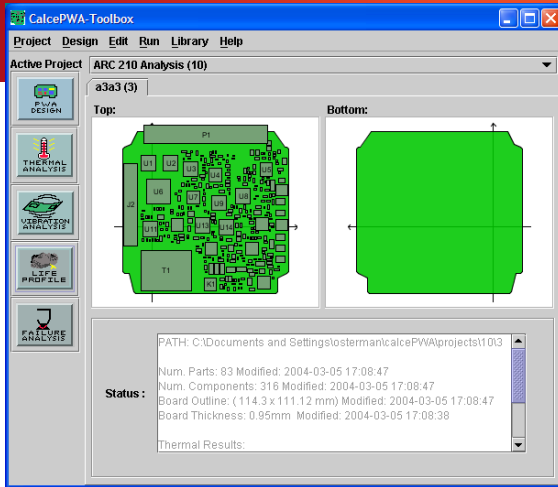 CalcePWA-Toolbox
Project Design Edit Run Library Help
Active Project ARC 210 Analysis (10)
a3a3 (3)
PWA
DESIGN
THERMAL
ANALYSIS
VIBRATION
ANALYSIS
LIFE
PROFILE
FAILURE
ANALYSIS
Top:
P1
U1 U2 U3 U4 U5
U6 U7 U8 U9
J2
U11 U13 U14
T1
K1
Bottom:
Status :
PATH: C:\Documents and Settings\osterman\calcePWA\projects\10\3
Num. Parts: 83 Modified: 2004-03-05 17:08:47
Num. Components: 316 Modified: 2004-03-05 17:08:47
Board Outline: ( 114.3 x 111.12 mm) Modified: 2004-03-05 17:08:47
Board Thickness: 0.95mm Modified: 2004-03-05 17:08:38
Thermal Results: